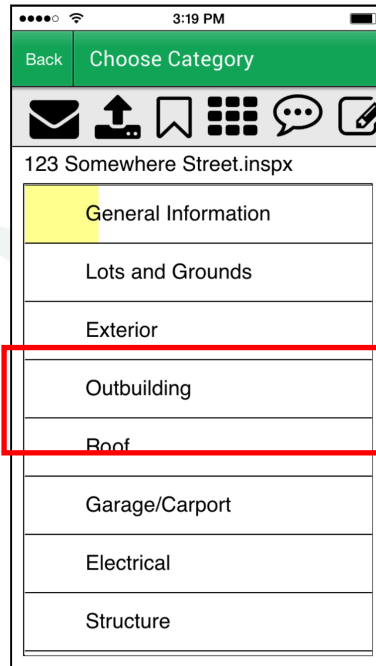 3:19 PM
Back Choose Category
123 Somewhere Street.inspx
General Information
Lots and Grounds
Exterior
Outbuilding
Roof
Garage/Carport
Electrical
Structure